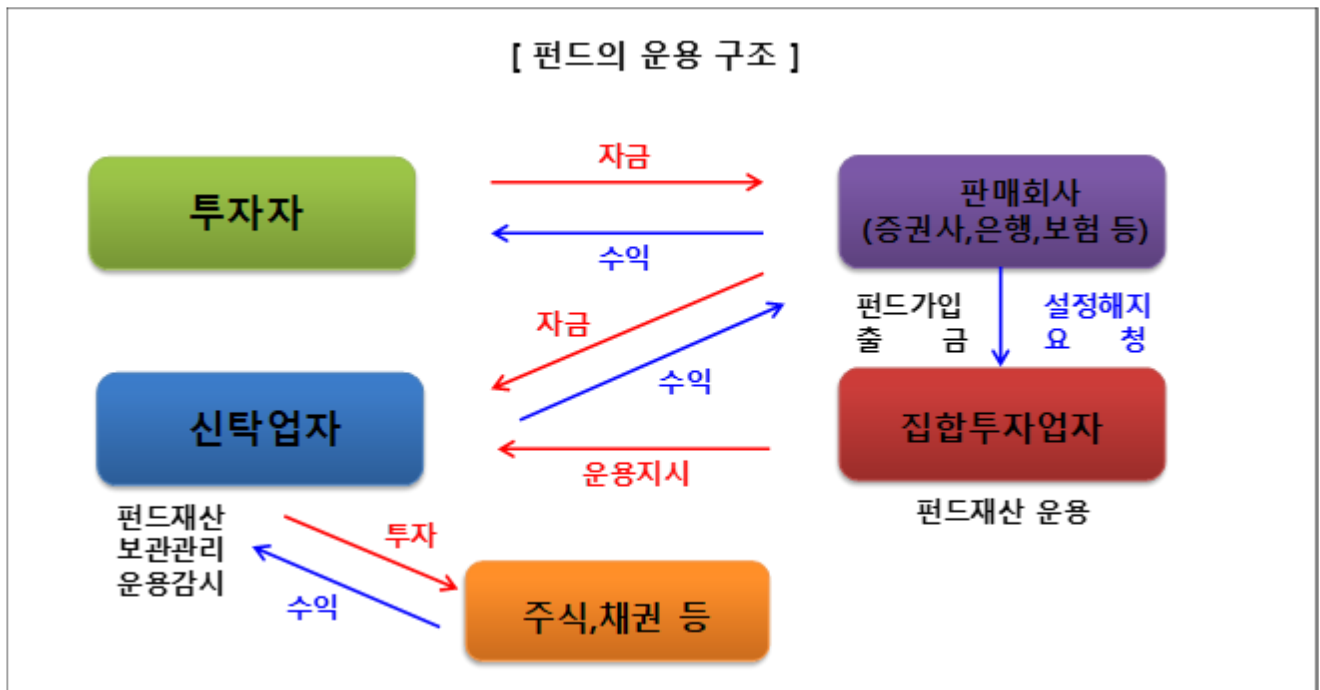 [ 펀드의 운용 구조 ]
투자자
자금
수익
판매회사
(증권사,은행,보험 등)
자금
수익
펀드가입
출 금
설정해지
요 청
신탁업자
운용지시
집합투자업자
펀드재산 운용
펀드재산
보관관리
운용감시
투자
수익
주식,채권 등